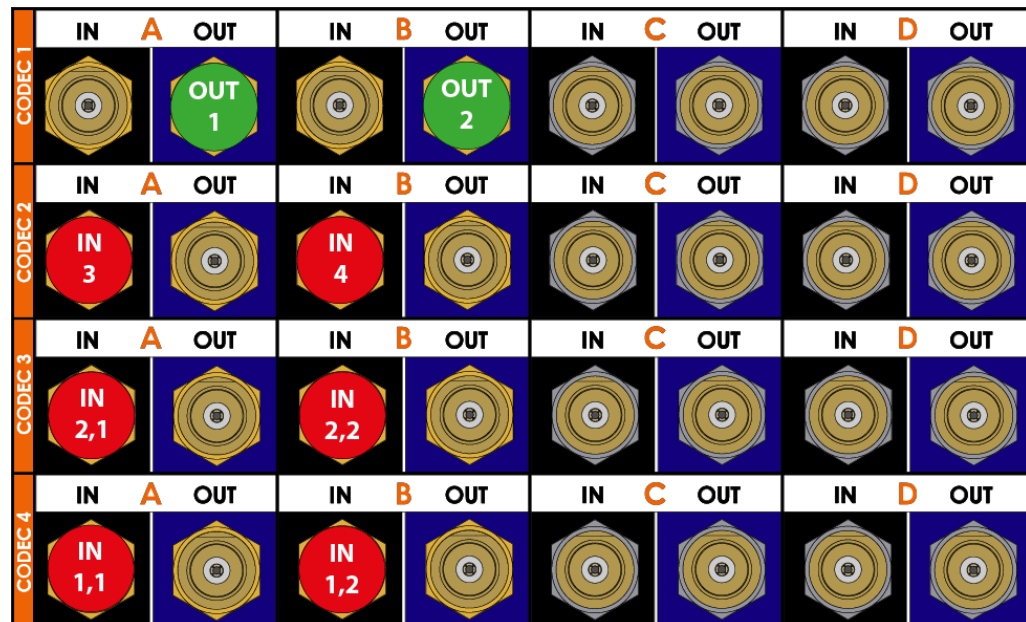 CODEC 1
IN A OUT IN B OUT IN C OUT IN D OUT
OUT
1
OUT
2
CODEC 2
IN A OUT IN B OUT IN C OUT IN D OUT
IN
3
IN
4
CODEC 3
IN A OUT IN B OUT IN C OUT IN D OUT
IN
2,1
IN
2,2
CODEC 4
IN A OUT IN B OUT IN C OUT IN D OUT
IN
1,1
IN
1,2